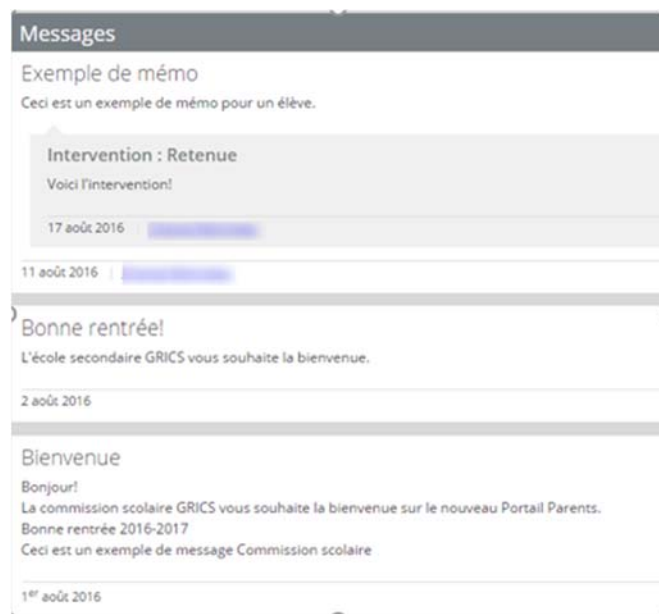 Messages
Exemple de mémo
Ceci est un exemple de mémo pour un élève.
Intervention : Retenue
Voici l'intervention!
17 août 2016
11 août 2016
Bonne rentrée!
L'école secondaire GRICS vous souhaite la bienvenue.
2 août 2016
Bienvenue
Bonjour!
La commission scolaire GRICS vous souhaite la bienvenue sur le nouveau Portail Parents.
Bonne rentrée 2016-2017
Ceci est un exemple de message Commission scolaire
1er août 2016